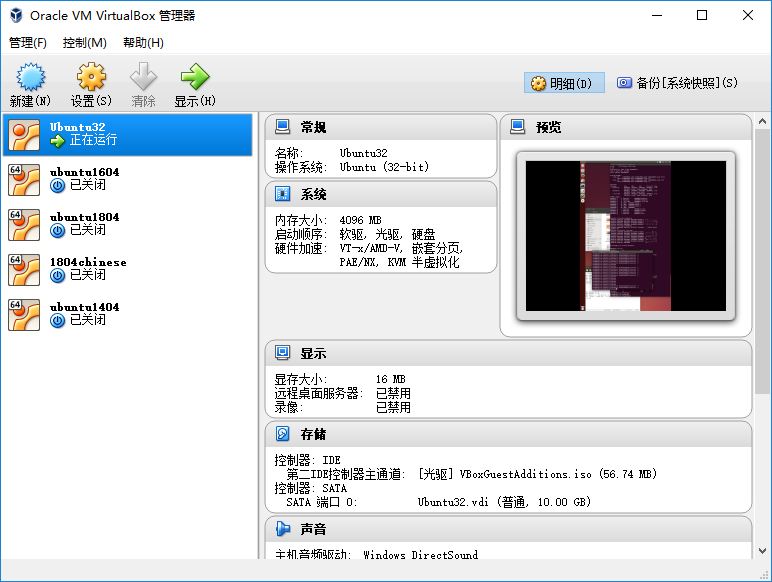 Oracle VM VirtualBox 管理器
管理(F) 控制(M) 帮助(H)
新建(N) 设置(S) 清除 显示(H) 明细(D) 备份[系统快照](S)
Ubuntu32
正在运行
64 ubuntu1604
已关闭
64 ubuntu1804
已关闭
64 1804chinese
已关闭
64 ubuntu1404
已关闭
常规
名称: Ubuntu32
操作系统: Ubuntu (32-bit)
系统
内存大小: 4096 MB
启动顺序: 软驱, 光驱, 硬盘
硬件加速: VT-x/AMD-V, 嵌套分页,
PAE/NX, KVM 半虚拟化
预览
显示
显存大小: 16 MB
远程桌面服务器: 已禁用
录像: 已禁用
存储
控制器: IDE
第二IDE控制器主通道: [光驱] VBoxGuestAdditions.iso (56.74 MB)
控制器: SATA
SATA 端口 0: Ubuntu32.vdi (普通, 10.00 GB)
声音
主机音频驱动: Windows DirectSound